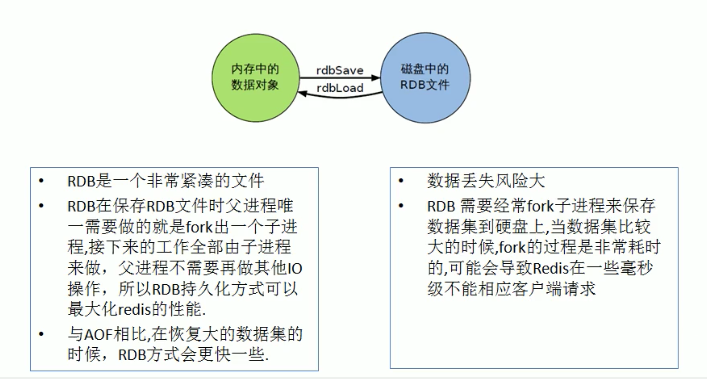 内存中的
数据对象
rdbSave
rdbLoad
磁盘中的
RDB文件
• RDB是一个非常紧凑的文件
• RDB在保存RDB文件时父进程唯
一需要做的就是fork出一个子进
程,接下来的工作全部由子进程
来做，父进程不需要再做其他IO
操作，所以RDB持久化方式可以
最大化redis的性能.
• 与AOF相比,在恢复大的数据集的
时候，RDB方式会更快一些.
• 数据丢失风险大
• RDB 需要经常fork子进程来保存
数据集到硬盘上,当数据集比较
大的时候,fork的过程是非常耗时
的,可能会导致Redis在一些毫秒
级不能相应客户端请求